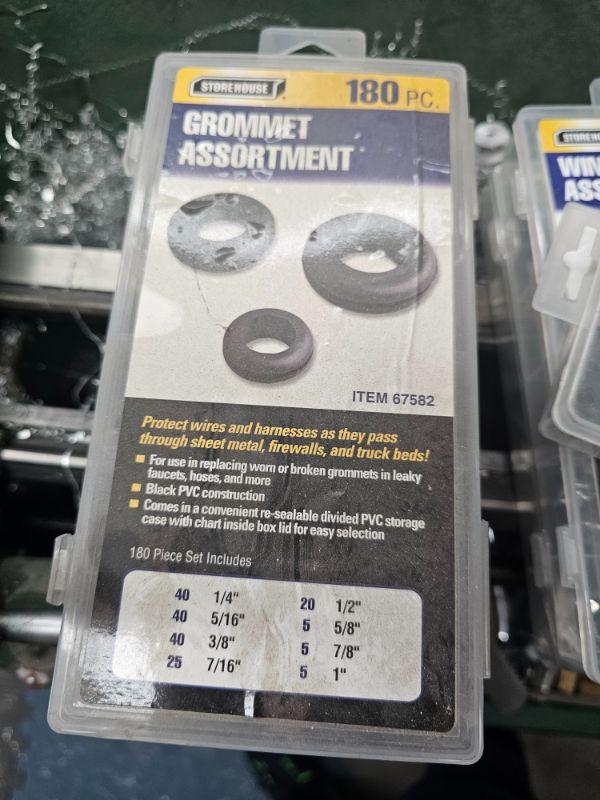 STOREHOUSE
180 PC.
GROMMET
ASSORTMENT
ITEM 67582
Protect wires and harnesses as they pass
through sheet metal, firewalls, and truck beds!
For use in replacing worn or broken grommets in leaky
faucets, hoses, and more
Black PVC construction
Comes in a convenient re-sealable divided PVC storage
case with chart inside box lid for easy selection
180 Piece Set Includes
40 1/4"
40 5/16"
40 3/8"
25 7/16"
20 1/2"
5 5/8"
5 7/8"
5 1"
STOREH
WIN
ASS